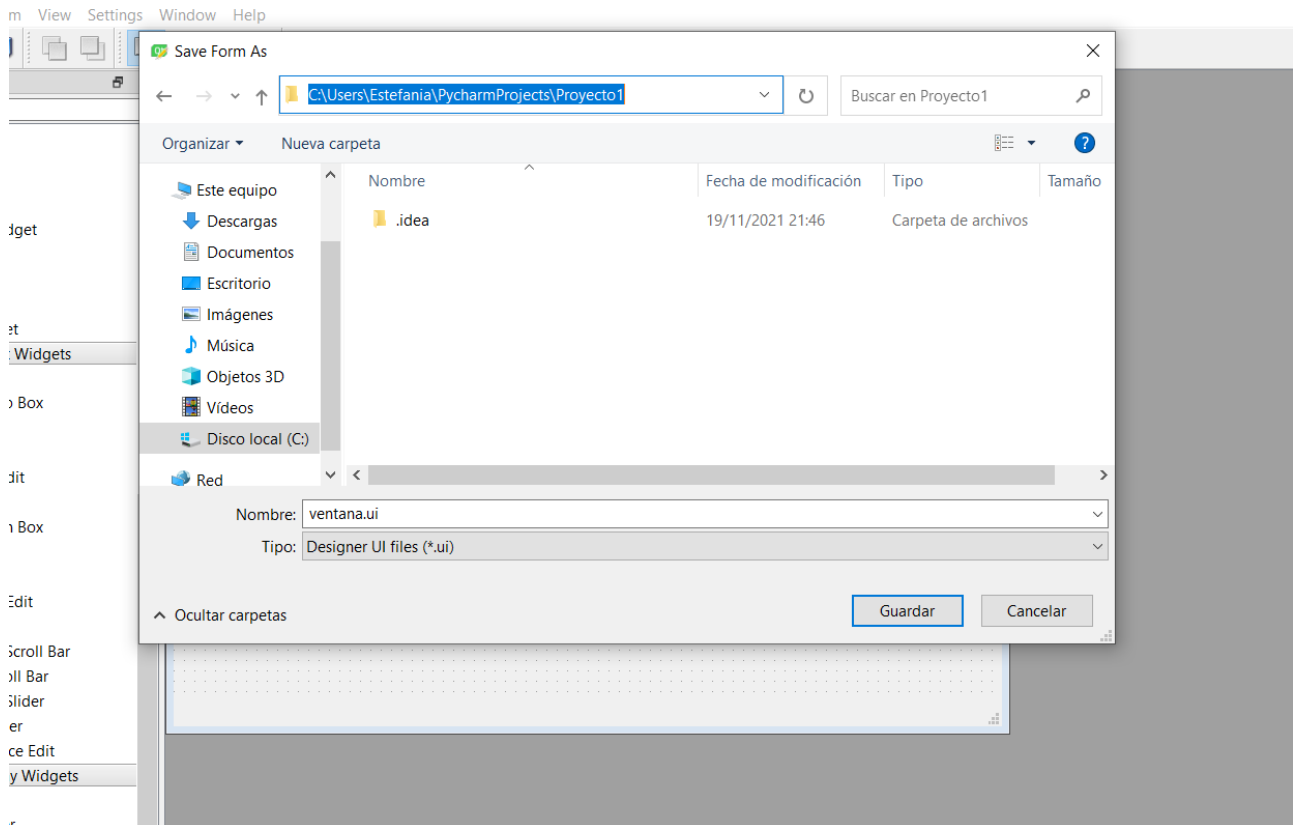 m View Settings Window Help
Save Form As
C:\Users\Estefania\PycharmProjects\Proyecto1
Buscar en Proyecto1
Organizar
Nueva carpeta
Nombre
Fecha de modificación
Tipo
Tamaño
Este equipo
Descargas
Documentos
Escritorio
Imágenes
Música
Objetos 3D
Vídeos
Disco local (C:)
Red
.idea
19/11/2021 21:46
Carpeta de archivos
Nombre: ventana.ui
Tipo: Designer UI files (*.ui)
Ocultar carpetas
Guardar
Cancelar
dget
et
Widgets
Box
dit
n Box
Edit
Scroll Bar
oll Bar
Slider
er
ce Edit
y Widgets